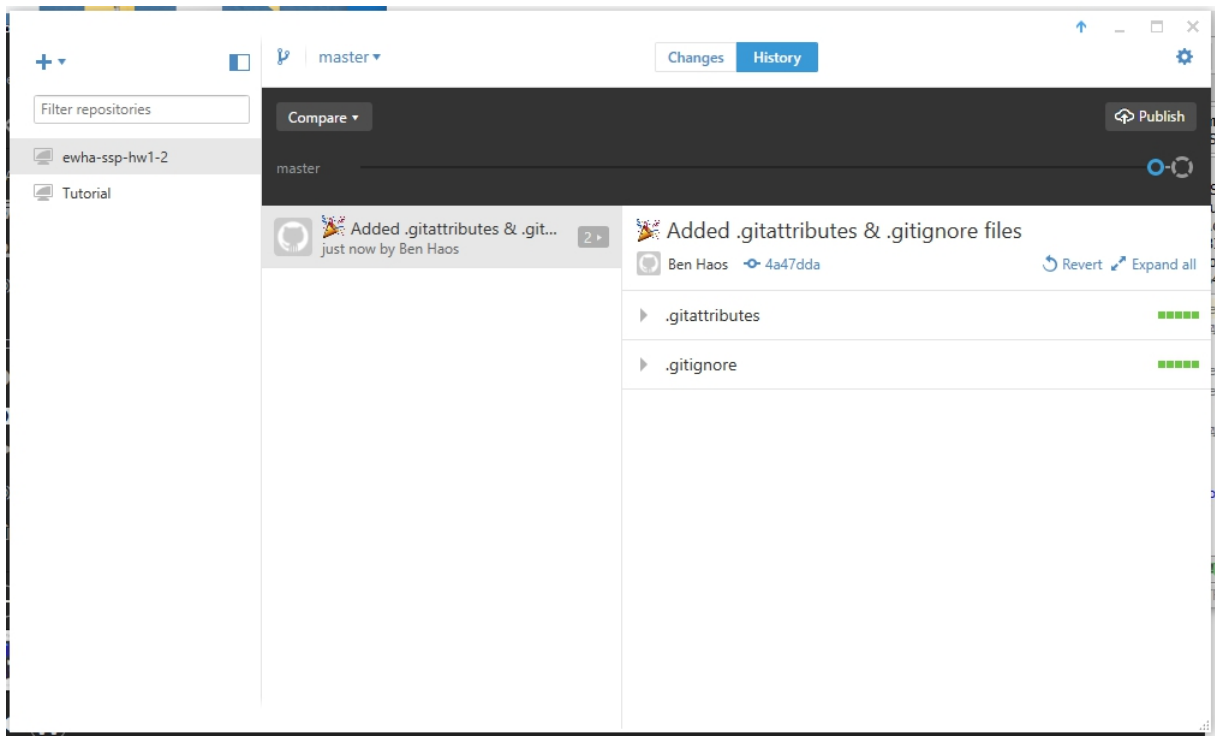 master
Changes
History
Filter repositories
Compare
Publish
ewha-ssp-hw1-2
master
Tutorial
Added .gitattributes & .git...
2
just now by Ben Haos
Added .gitattributes & .gitignore files
Ben Haos
4a47dda
Revert
Expand all
.gitattributes
.gitignore